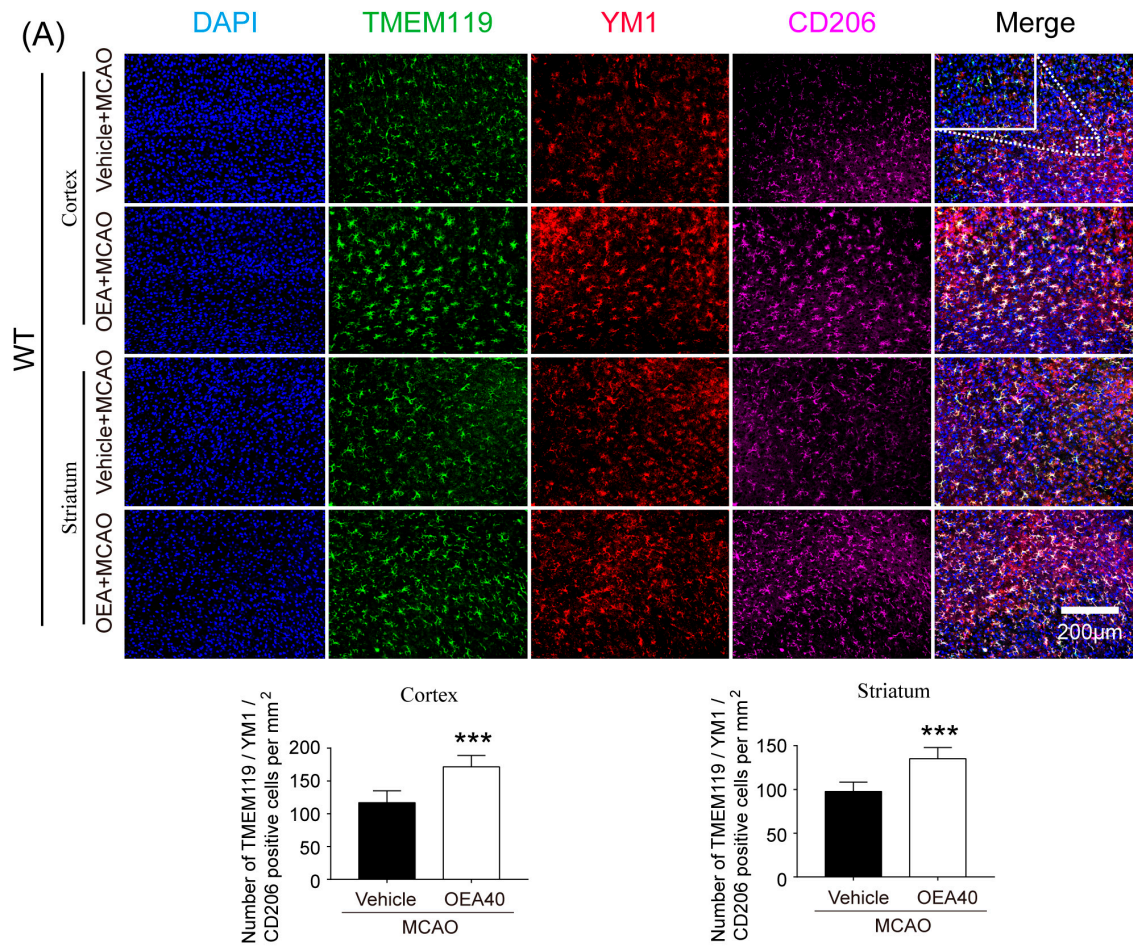 (A)
DAPI TMEM119 YM1 CD206 Merge
WT
Cortex
Vehicle+MCAO
OEA+MCAO
Striatum
Vehicle+MCAO
OEA+MCAO
200μm
Cortex
Number of TMEM119 / YM1 /
CD206 positive cells per mm²
200
150
100
50
0
***
Vehicle OEA40
MCAO
Striatum
Number of TMEM119 / YM1 /
CD206 positive cells per mm²
150
100
50
0
***
Vehicle OEA40
MCAO